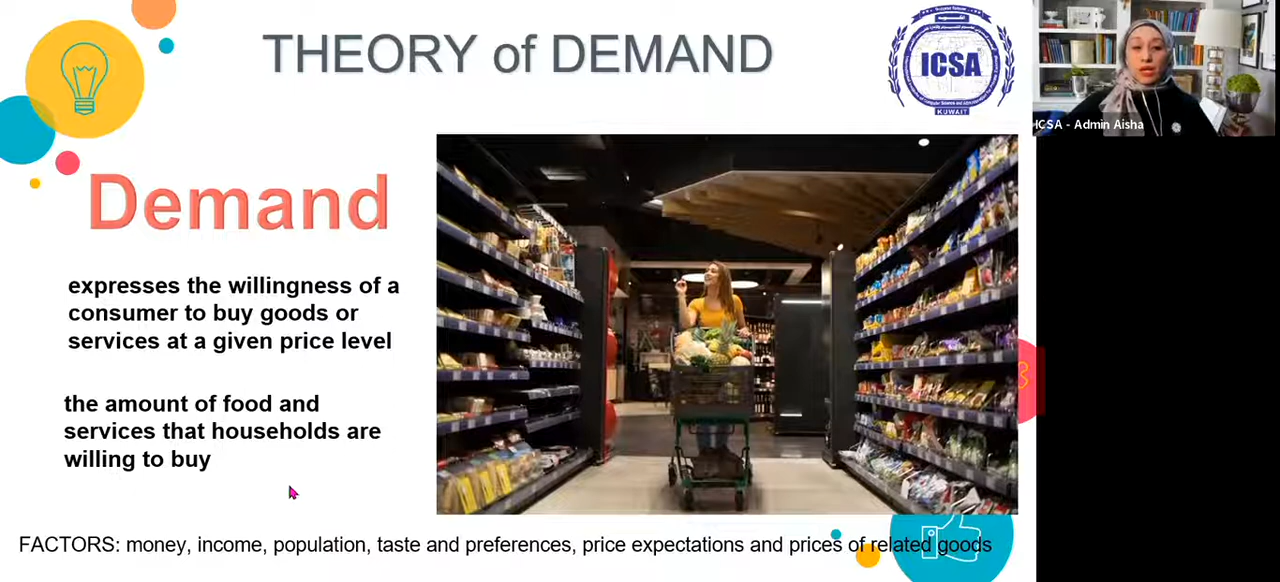 THEORY of DEMAND
ICSA
KUWAIT
ICSA - Admin Aisha
Demand
expresses the willingness of a
consumer to buy goods or
services at a given price level
the amount of food and
services that households are
willing to buy
FACTORS: money, income, population, taste and preferences, price expectations and prices of related goods